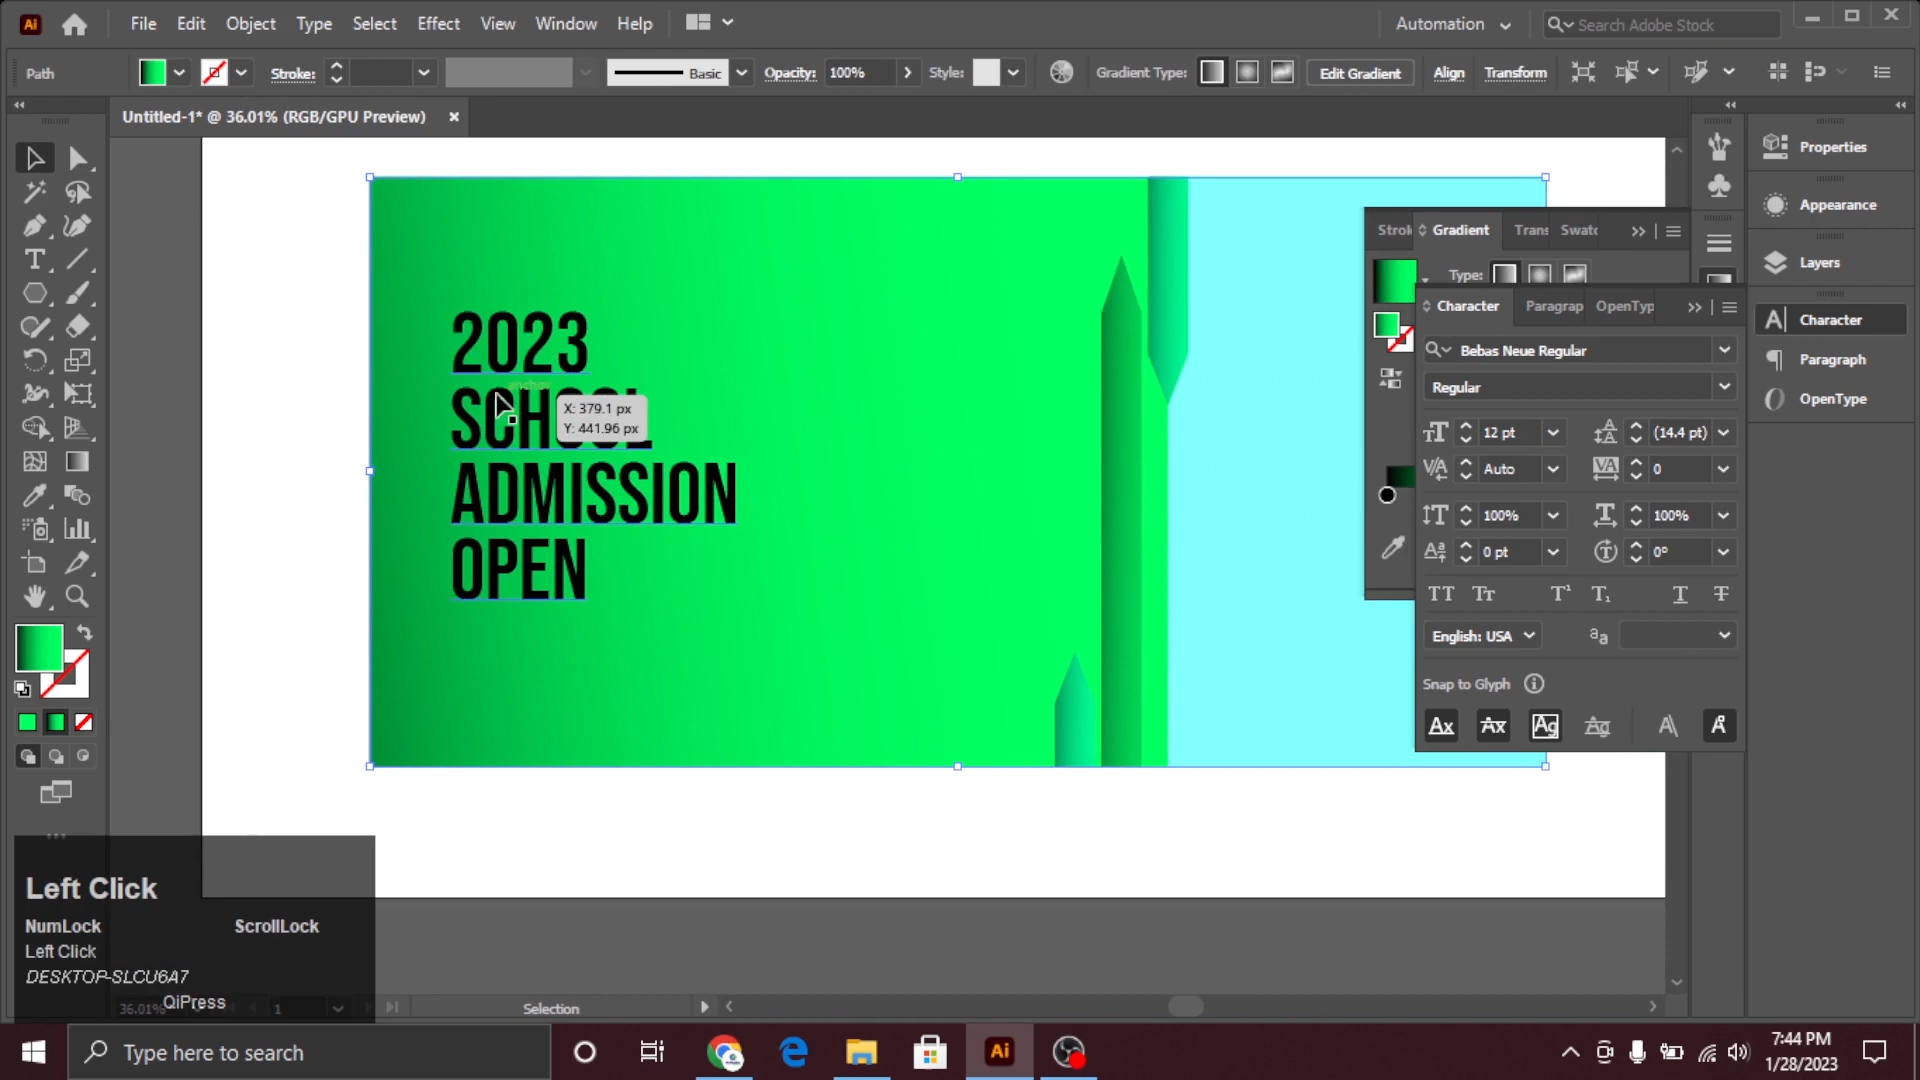 Ai File Edit Object Type Select Effect View Window Help Automation Search Adobe Stock
Path Stroke: Basic Opacity: 100% Style: Gradient Type: Edit Gradient Align Transform
Untitled-1* @ 36.01% (RGB/GPU Preview)
Properties
Appearance
Layers
Character
Paragraph
OpenType
Strok Gradient Trans Swatc
Type:
Character Paragrap OpenTyp
Bebas Neue Regular
Regular
12 pt (14.4 pt)
Auto 0
100% 100%
0 pt 0°
English: USA
Snap to Glyph
2023
SCHOOL
ADMISSION
OPEN
anchor
X: 379.1 px
Y: 441.96 px
Left Click
NumLock ScrollLock
Left Click
DESKTOP-SLCU6A7
QiPress
36.01% 1 Selection
Type here to search
Ai
7:44 PM
1/28/2023